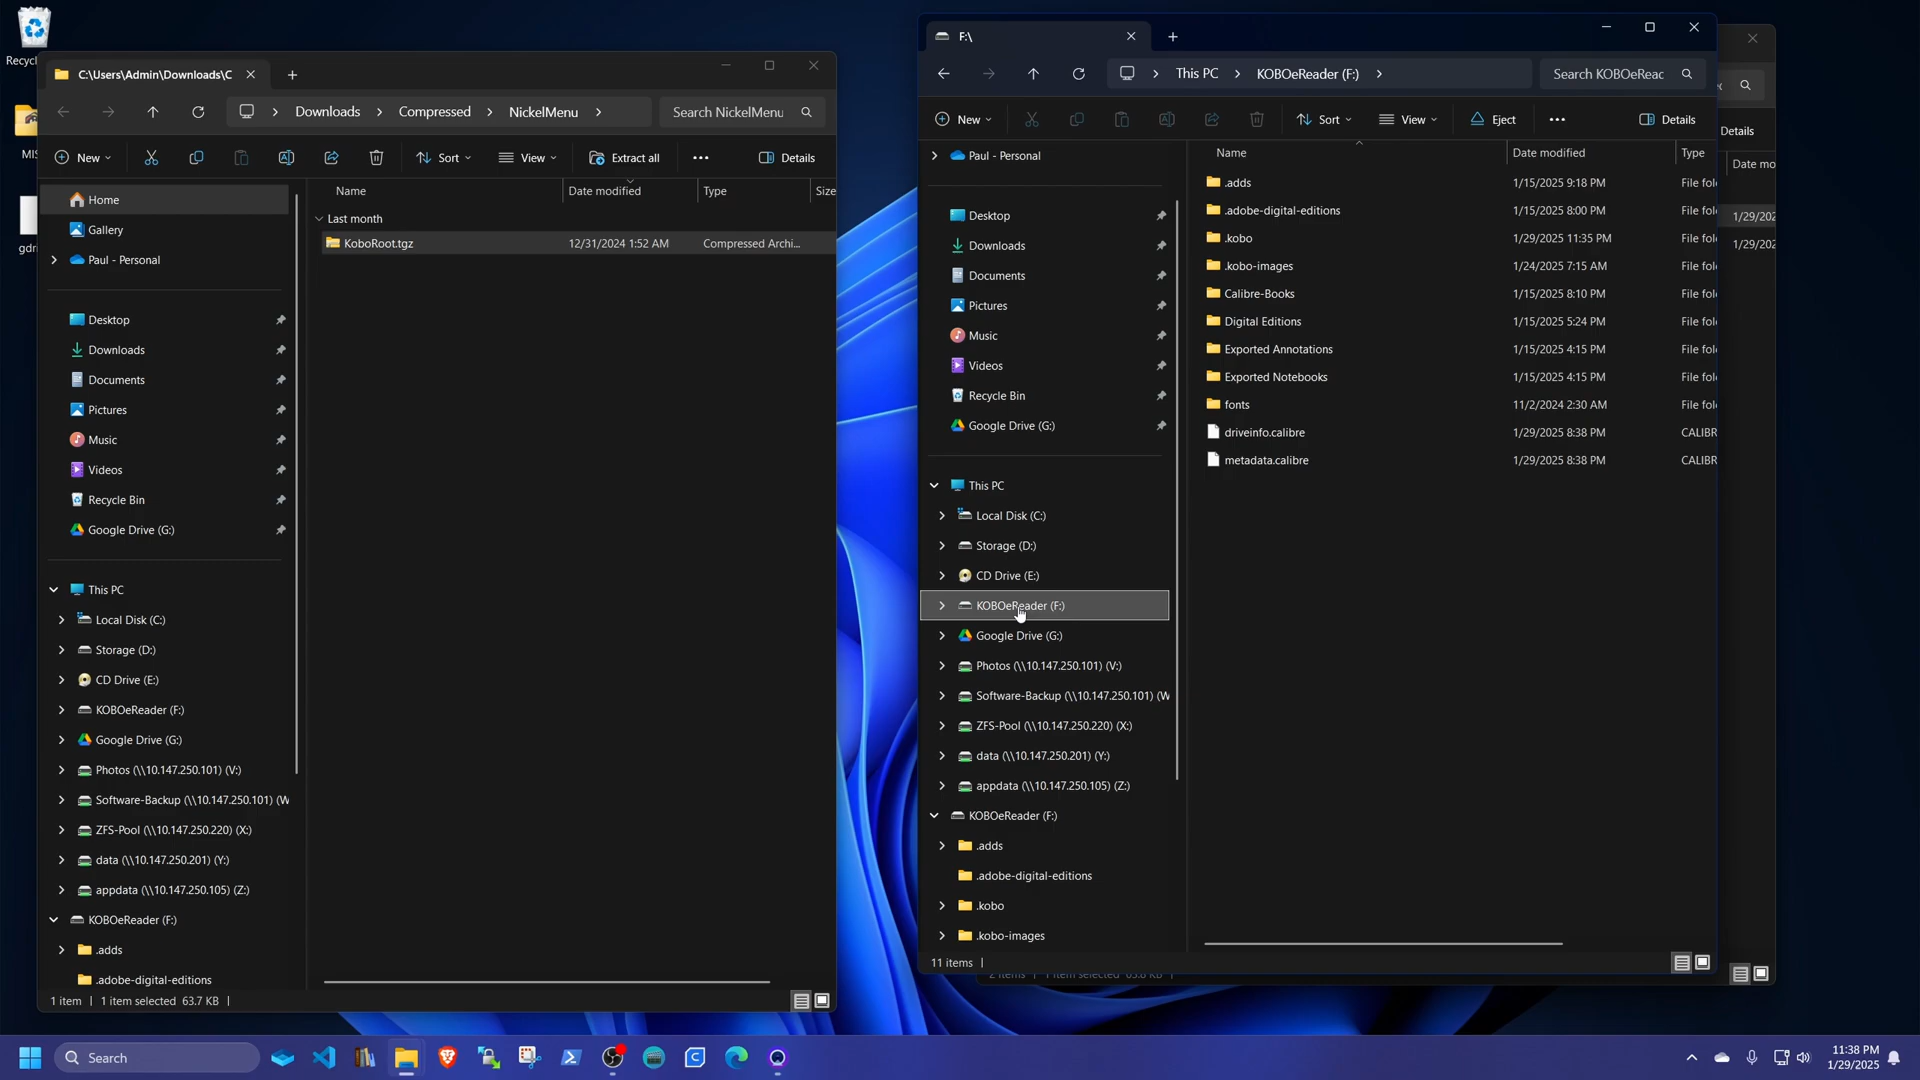 Recycl
MIS
gdri
C:\Users\Admin\Downloads\C
Downloads Compressed NickelMenu Search NickelMenu
New Sort View Extract all Details
Home
Gallery
Paul - Personal
Desktop
Downloads
Documents
Pictures
Music
Videos
Recycle Bin
Google Drive (G:)
This PC
Local Disk (C:)
Storage (D:)
CD Drive (E:)
KOBOeReader (F:)
Google Drive (G:)
Photos (\\10.147.250.101) (V:)
Software-Backup (\\10.147.250.101) (W
ZFS-Pool (\\10.147.250.220) (X:)
data (\\10.147.250.201) (Y:)
appdata (\\10.147.250.105) (Z:)
KOBOeReader (F:)
.adds
.adobe-digital-editions
Name Date modified Type Size
Last month
KoboRoot.tgz 12/31/2024 1:52 AM Compressed Archi...
1 item 1 item selected 63.7 KB
F:\
This PC KOBOeReader (F:) Search KOBOeReac
New Sort View Eject Details
Paul - Personal
Desktop
Downloads
Documents
Pictures
Music
Videos
Recycle Bin
Google Drive (G:)
This PC
Local Disk (C:)
Storage (D:)
CD Drive (E:)
KOBOeReader (F:)
Google Drive (G:)
Photos (\\10.147.250.101) (V:)
Software-Backup (\\10.147.250.101) (W
ZFS-Pool (\\10.147.250.220) (X:)
data (\\10.147.250.201) (Y:)
appdata (\\10.147.250.105) (Z:)
KOBOeReader (F:)
.adds
.adobe-digital-editions
.kobo
.kobo-images
Name Date modified Type
.adds 1/15/2025 9:18 PM File fol
.adobe-digital-editions 1/15/2025 8:00 PM File fol
.kobo 1/29/2025 11:35 PM File fol
.kobo-images 1/24/2025 7:15 AM File fol
Calibre-Books 1/15/2025 8:10 PM File fol
Digital Editions 1/15/2025 5:24 PM File fol
Exported Annotations 1/15/2025 4:15 PM File fol
Exported Notebooks 1/15/2025 4:15 PM File fol
fonts 11/2/2024 2:30 AM File fol
driveinfo.calibre 1/29/2025 8:38 PM CALIBR
metadata.calibre 1/29/2025 8:38 PM CALIBR
11 items
Details
Date mo
1/29/202
1/29/202
2 items 1 item selected 63.8 KB
Search
11:38 PM
1/29/2025